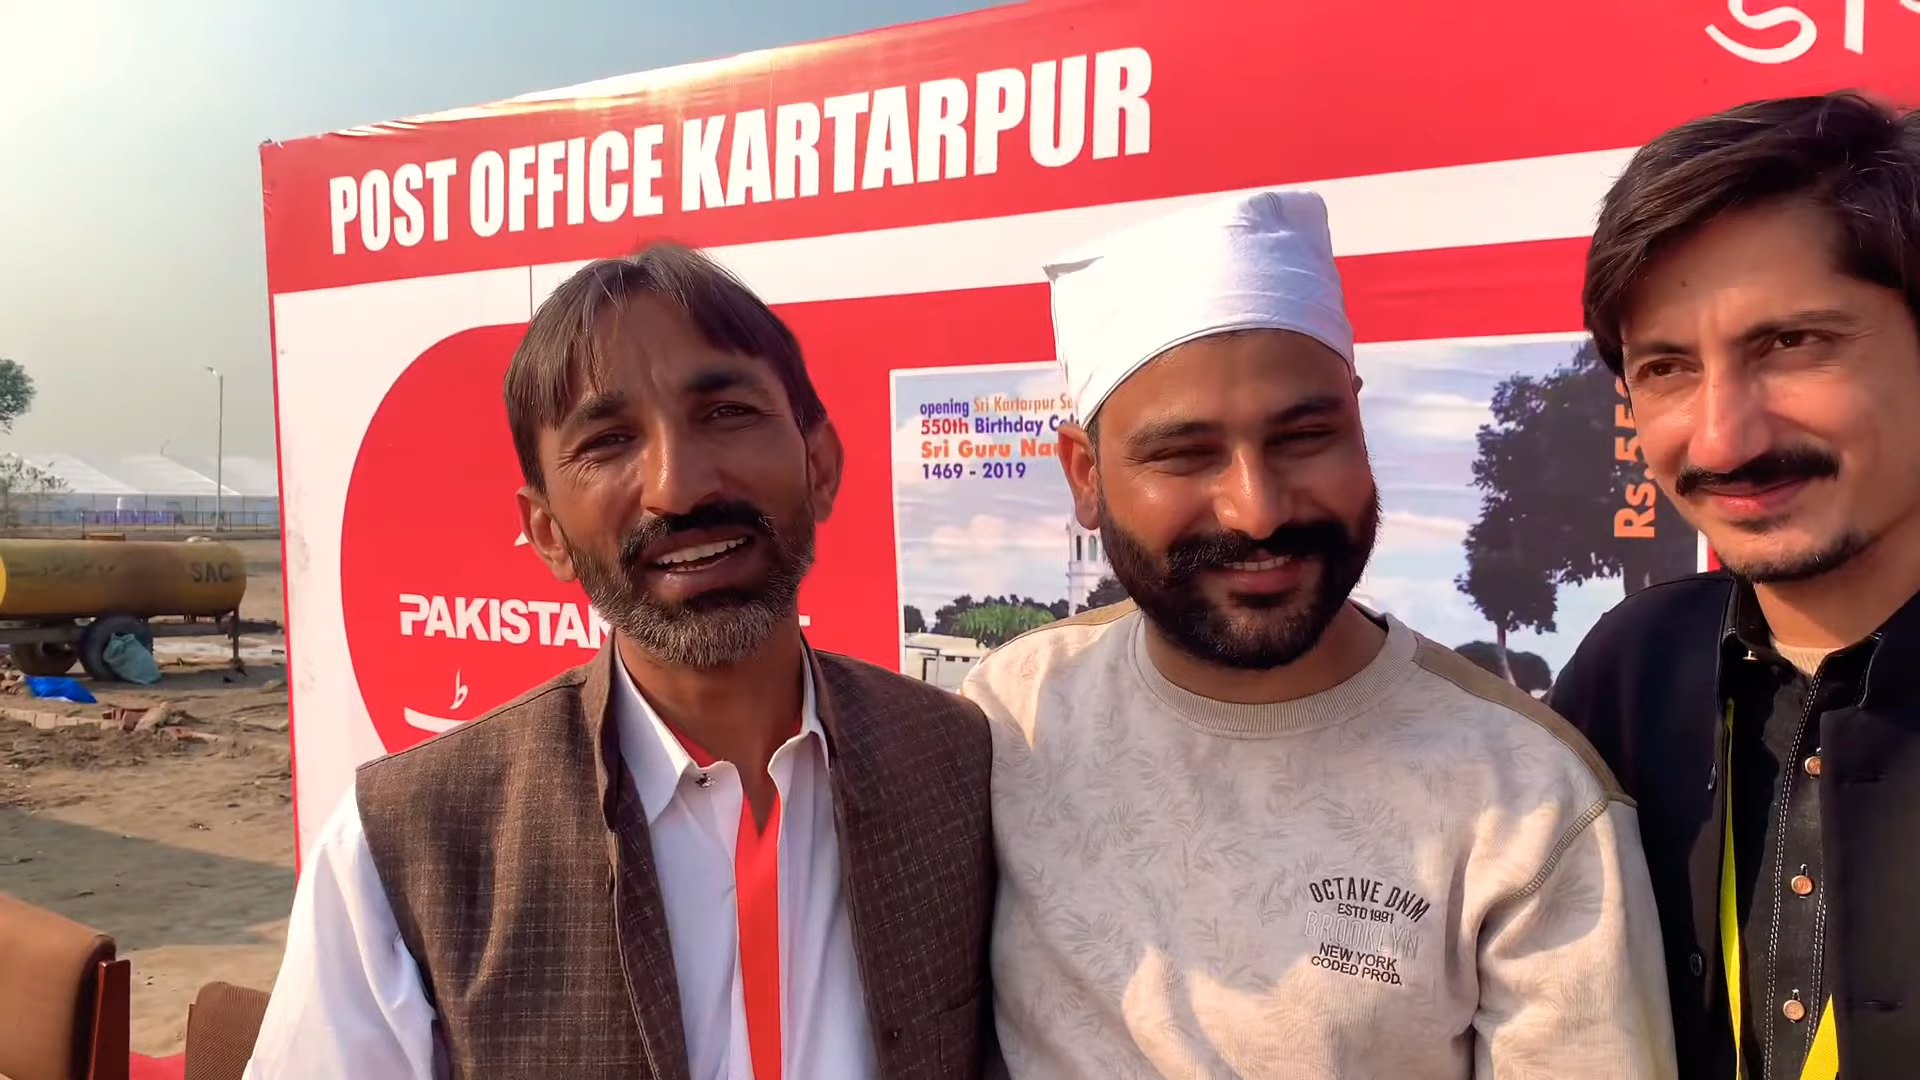 POST OFFICE KARTARPUR
opening Sri Kartarpur
550th Birthday
Sri Guru
1469 - 2019
Rs.
PAKISTAN
SAC
OCTAVE DNM
ESTD 1991
BROOKLYN
NEW YORK
CODED PROD.